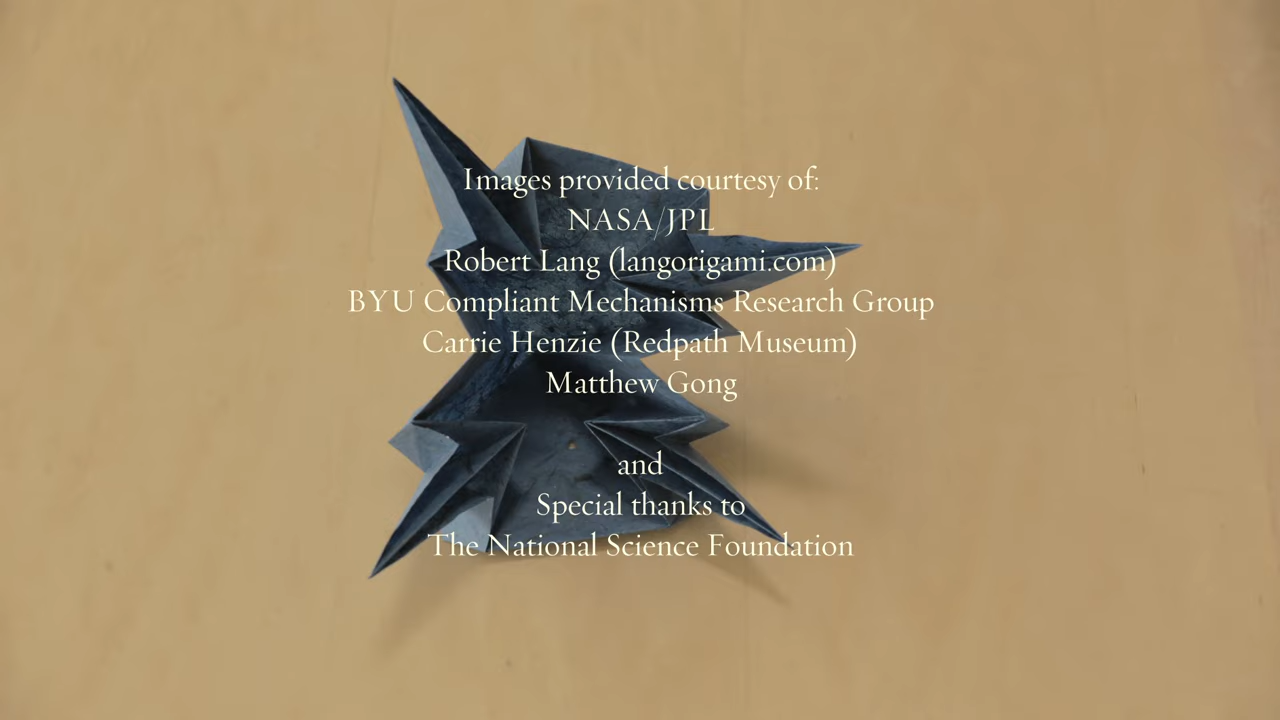 Images provided courtesy of:
NASA/JPL
Robert Lang (langorigami.com)
BYU Compliant Mechanisms Research Group
Carrie Henzie (Redpath Museum)
Matthew Gong
and
Special thanks to
The National Science Foundation